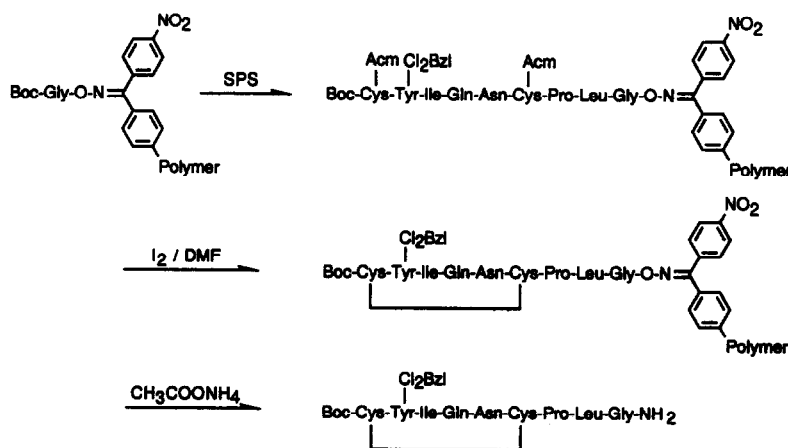 NO2
Boc-Gly-O-N
Polymer
SPS
Acm Cl2Bzl Acm
Boc-Cys-Tyr-Ile-Gln-Asn-Cys-Pro-Leu-Gly-O-N
NO2
Polymer
I2 / DMF
Cl2Bzl
Boc-Cys-Tyr-Ile-Gln-Asn-Cys-Pro-Leu-Gly-O-N
NO2
Polymer
CH3COONH4
Cl2Bzl
Boc-Cys-Tyr-Ile-Gln-Asn-Cys-Pro-Leu-Gly-NH2